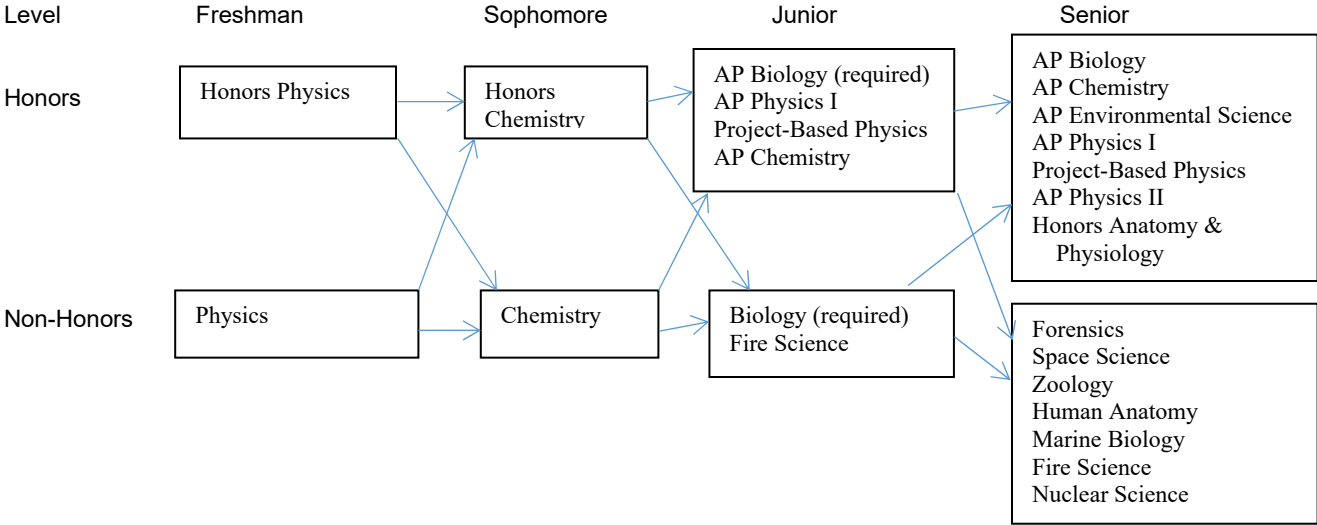 Level Freshman Sophomore Junior Senior
Honors
Honors Physics
Honors
Chemistry
AP Biology (required)
AP Physics I
Project-Based Physics
AP Chemistry
AP Biology
AP Chemistry
AP Environmental Science
AP Physics I
Project-Based Physics
AP Physics II
Honors Anatomy &
Physiology
Non-Honors
Physics
Chemistry
Biology (required)
Fire Science
Forensics
Space Science
Zoology
Human Anatomy
Marine Biology
Fire Science
Nuclear Science